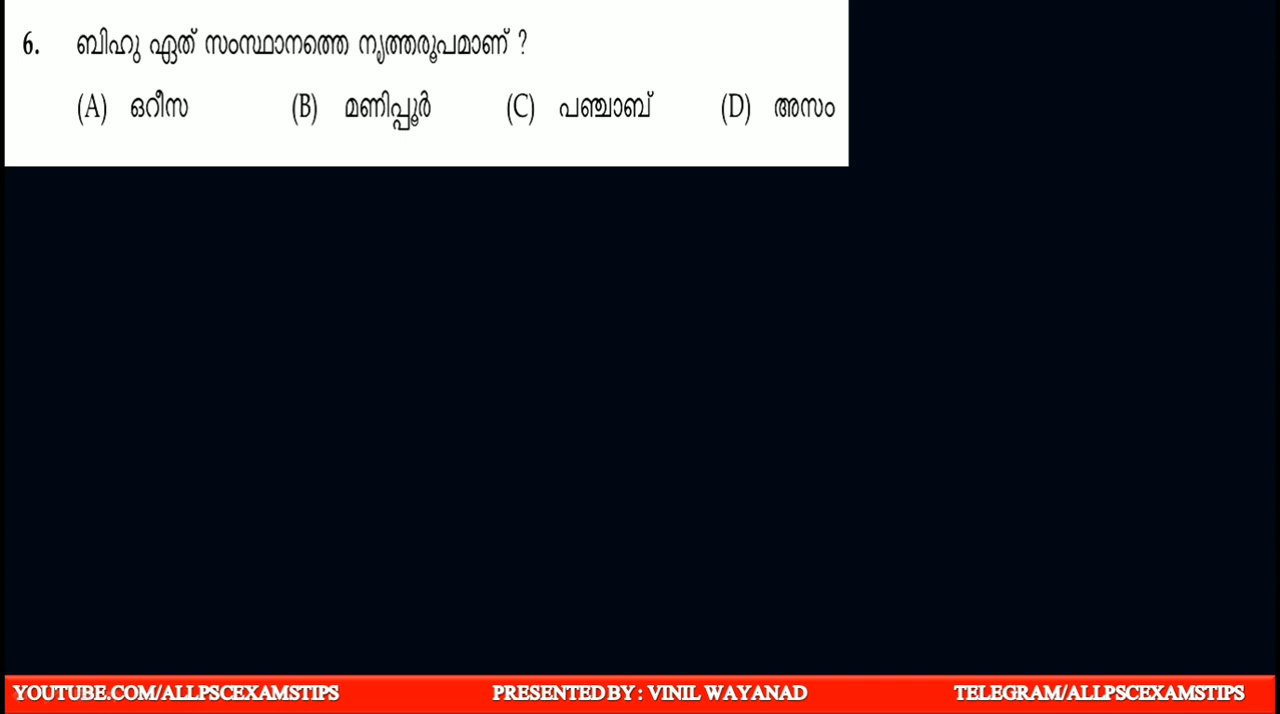 6. ബിഹു ഏത് സംസ്ഥാനത്തെ നൃത്തരൂപമാണ് ?
(A) ഒറീസ (B) മണിപ്പൂർ (C) പഞ്ചാബ് (D) അസം
YOUTUBE.COM/ALLPSCEXAMSTIPS PRESENTED BY : VINIL WAYANAD TELEGRAM/ALLPSCEXAMSTIPS